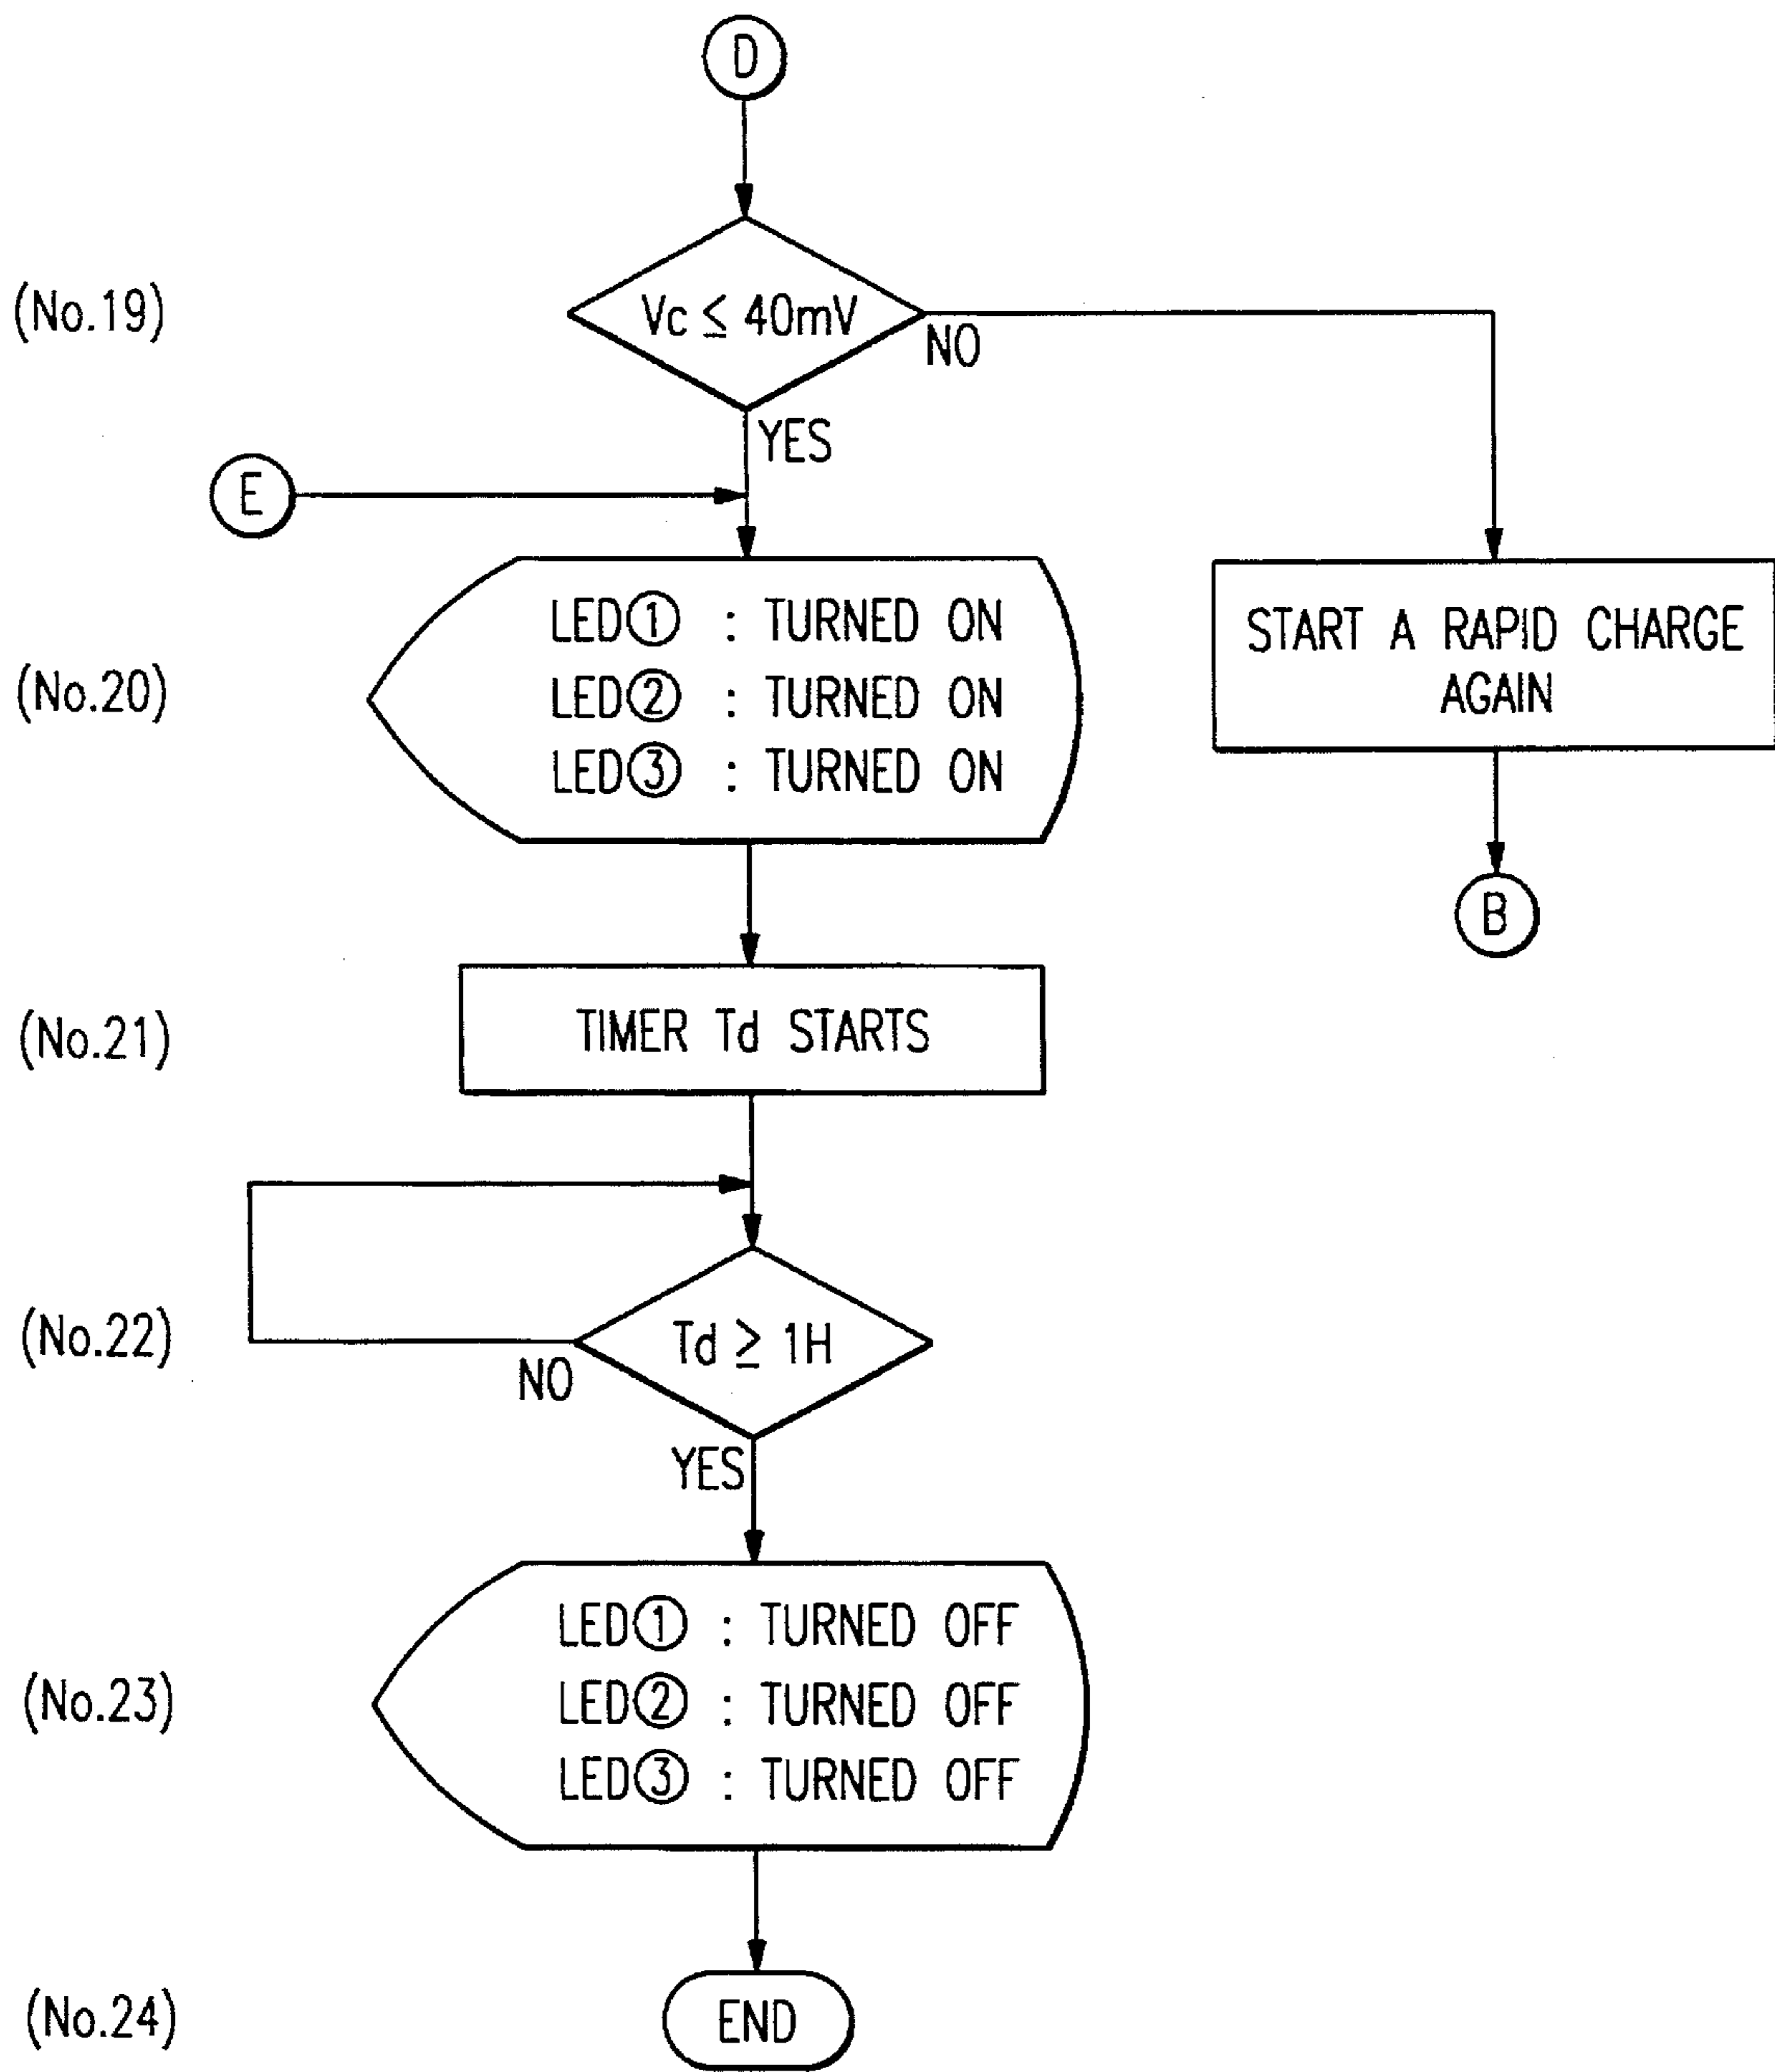 D
(No.19)
Vc ≤ 40mV
NO
YES
E
(No.20)
LED① : TURNED ON
LED② : TURNED ON
LED③ : TURNED ON
START A RAPID CHARGE
AGAIN
B
(No.21)
TIMER Td STARTS
(No.22)
Td ≥ 1H
NO
YES
(No.23)
LED① : TURNED OFF
LED② : TURNED OFF
LED③ : TURNED OFF
(No.24)
END